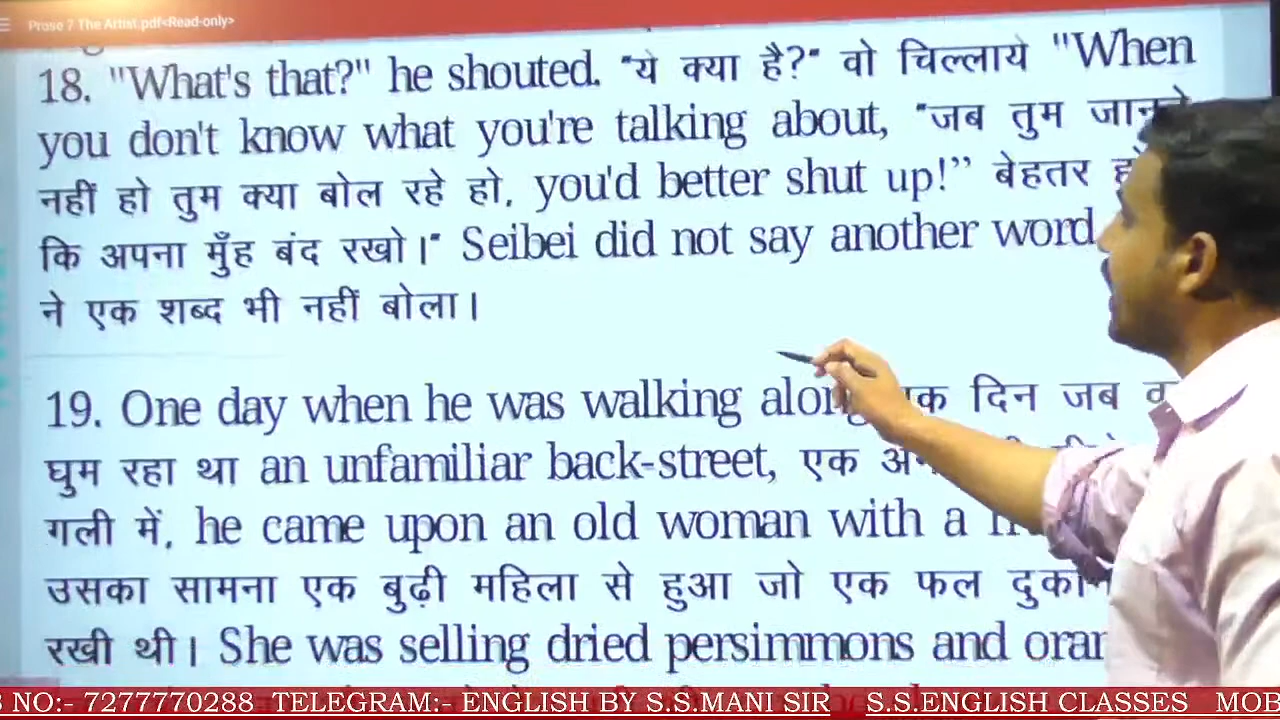 Prose 7 The Artist.pdf<Read-only>
18. "What's that?" he shouted. "ये क्या है?" वो चिल्लाये "When
you don't know what you're talking about, "जब तुम जानते
नहीं हो तुम क्या बोल रहे हो, you'd better shut up!” बेहतर
कि अपना मुँह बंद रखो।" Seibei did not say another word
ने एक शब्द भी नहीं बोला।
19. One day when he was walking along एक दिन जब
घुम रहा था an unfamiliar back-street, एक
गली में, he came upon an old woman with a
उसका सामना एक बुढ़ी महिला से हुआ जो एक फल
रखी थी। She was selling dried persimmons and
NO:- 7277770288 TELEGRAM:- ENGLISH BY S.S.MANI SIR S.S.ENGLISH CLASSES MOB